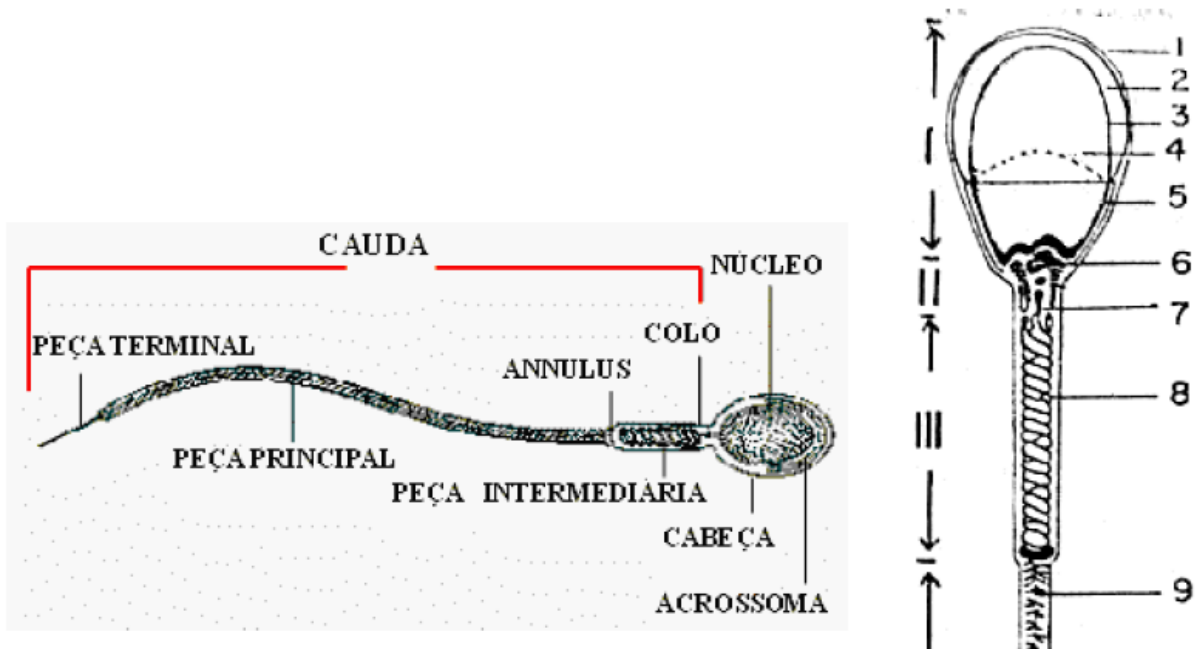 CAUDA
NÚCLEO
COLO
PEÇA TERMINAL
ANNULUS
PEÇA PRINCIPAL
PEÇA INTERMEDIÁRIA
CABEÇA
ACROSSOMA
I
II
III
1
2
3
4
5
6
7
8
9